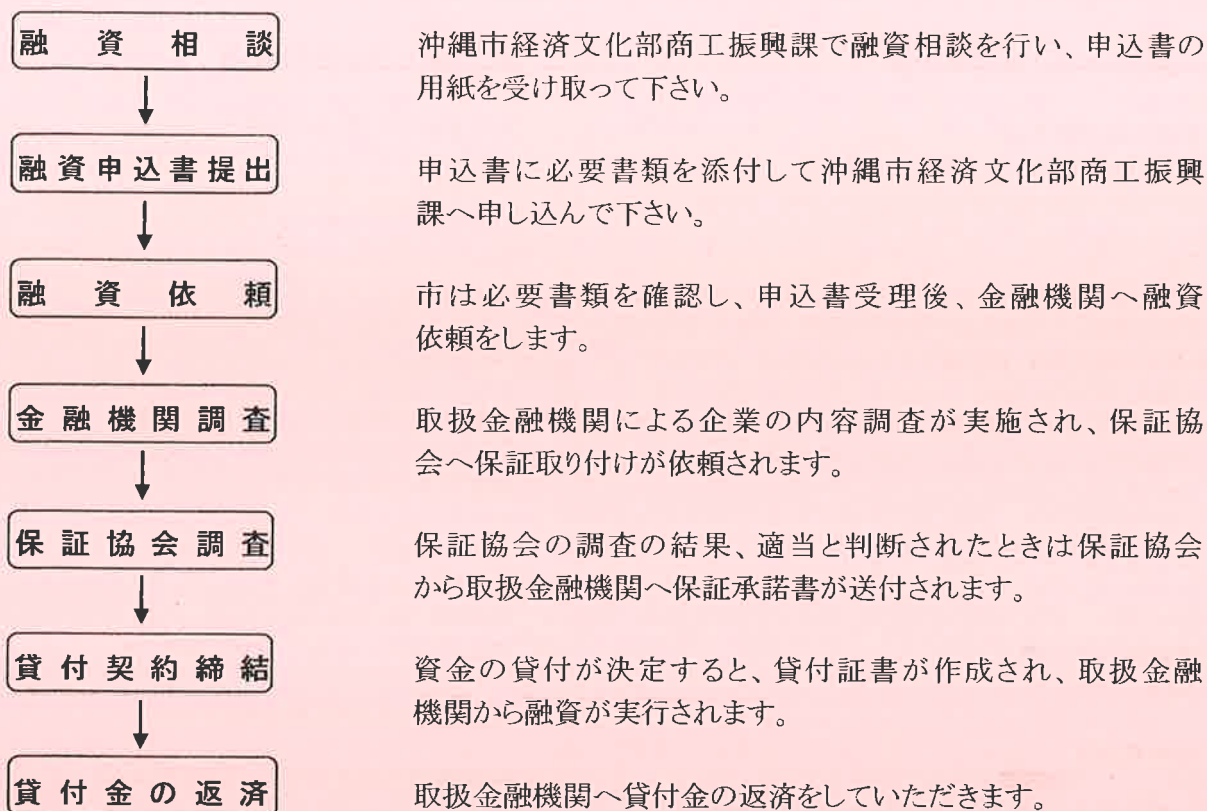 融資相談
沖縄市経済文化部商工振興課で融資相談を行い、申込書の
用紙を受け取って下さい。
融資申込書提出
申込書に必要書類を添付して沖縄市経済文化部商工振興
課へ申し込んで下さい。
融資依頼
市は必要書類を確認し、申込書受理後、金融機関へ融資
依頼をします。
金融機関調査
取扱金融機関による企業の内容調査が実施され、保証協
会へ保証取り付けが依頼されます。
保証協会調査
保証協会の調査の結果、適当と判断されたときは保証協会
から取扱金融機関へ保証承諾書が送付されます。
貸付契約締結
資金の貸付が決定すると、貸付証書が作成され、取扱金融
機関から融資が実行されます。
貸付金の返済
取扱金融機関へ貸付金の返済をしていただきます。